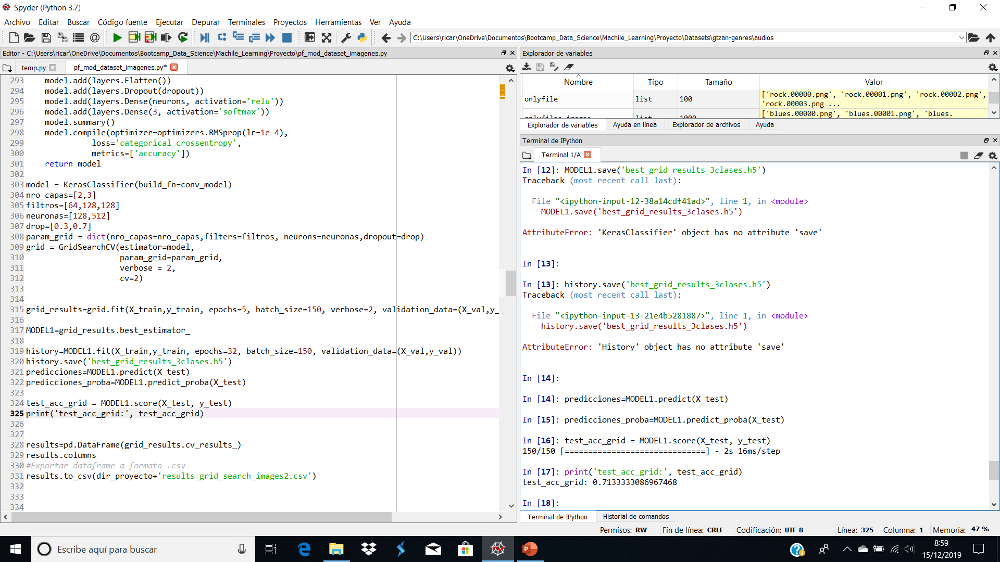 Spyder (Python 3.7)
Archivo Editar Buscar Código fuente Ejecutar Depurar Terminales Proyectos Herramientas Ver Ayuda
C:\Users\ricar\OneDrive\Documentos\Bootcamp_Data_Science\Machile_Learning\Proyecto\Datasets\gtzan-genres\audios
Editor - C:\Users\ricar\OneDrive\Documentos\Bootcamp_Data_Science\Machile_Learning\Proyecto\pf_mod_dataset_imagenes.py
temp.py pf_mod_dataset_imagenes.py*
293 model.add(layers.Flatten())
294 model.add(layers.Dropout(dropout))
295 model.add(layers.Dense(neurons, activation='relu'))
296 model.add(layers.Dense(3, activation='softmax'))
297 model.summary()
298 model.compile(optimizer=optimizers.RMSprop(lr=1e-4),
299 loss='categorical_crossentropy',
300 metrics=['accuracy'])
301 return model
302
303 model = KerasClassifier(build_fn=conv_model)
304 nro_capas=[2,3]
305 filtros=[64,128,128]
306 neuronas=[128,512]
307 drop=[0.3,0.7]
308 param_grid = dict(nro_capas=nro_capas,filters=filtros, neurons=neuronas,dropout=drop)
309 grid = GridSearchCV(estimator=model,
310 param_grid=param_grid,
311 verbose = 2,
312 cv=2)
313
314
315 grid_results=grid.fit(X_train,y_train, epochs=5, batch_size=150, verbose=2, validation_data=(X_val,y_
316
317 MODEL1=grid_results.best_estimator_
318
319 history=MODEL1.fit(X_train,y_train, epochs=32, batch_size=150, validation_data=(X_val,y_val))
320 history.save('best_grid_results_3clases.h5')
321 predicciones=MODEL1.predict(X_test)
322 predicciones_proba=MODEL1.predict_proba(X_test)
323
324 test_acc_grid = MODEL1.score(X_test, y_test)
325 print('test_acc_grid:', test_acc_grid)
326
327
328 results=pd.DataFrame(grid_results.cv_results_)
329 results.columns
330 #Exportar dataframe a formato .csv
331 results.to_csv(dir_proyecto+'results_grid_search_images2.csv')
332
333
334
Explorador de variables
Nombre Tipo Tamaño Valor
onlyfile list 100 ['rock.00000.png', 'rock.00001.png', 'rock.00002.png',
'rock.00003.png ...
onlyfiles_images list 1000 ['blues.00000.png', 'blues.00001.png', 'blues.
Explorador de variables Ayuda en línea Explorador de archivos Ayuda
Terminal de IPython
Terminal 1/A
In [12]: MODEL1.save('best_grid_results_3clases.h5')
Traceback (most recent call last):
File "<ipython-input-12-38a14cdf41ad>", line 1, in <module>
MODEL1.save('best_grid_results_3clases.h5')
AttributeError: 'KerasClassifier' object has no attribute 'save'
In [13]:
In [13]: history.save('best_grid_results_3clases.h5')
Traceback (most recent call last):
File "<ipython-input-13-21e4b5281887>", line 1, in <module>
history.save('best_grid_results_3clases.h5')
AttributeError: 'History' object has no attribute 'save'
In [14]:
In [14]: predicciones=MODEL1.predict(X_test)
In [15]: predicciones_proba=MODEL1.predict_proba(X_test)
In [16]: test_acc_grid = MODEL1.score(X_test, y_test)
150/150 [==============================] - 2s 16ms/step
In [17]: print('test_acc_grid:', test_acc_grid)
test_acc_grid: 0.7133333086967468
In [18]:
Terminal de IPython Historial de comandos
Permisos: RW Fin de línea: CRLF Codificación: UTF-8 Línea: 325 Columna: 1 Memoria: 47 %
Escribe aquí para buscar
8:59
15/12/2019